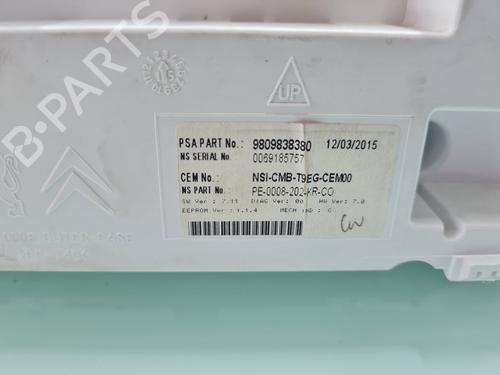 UP
PSA PART No.: 9809838380 12/03/2015
NS SERIAL No 0069185757
CEM No.: NSI-CMB-T9EG-CEM00
NS PART No.: PE-0008-202-KR-CO
SW Ver : 7.11 DIAG Ver: 00 HW Ver: 7.0
EEPROM Ver :1.1.4 MECH IND : G
B-PARTS